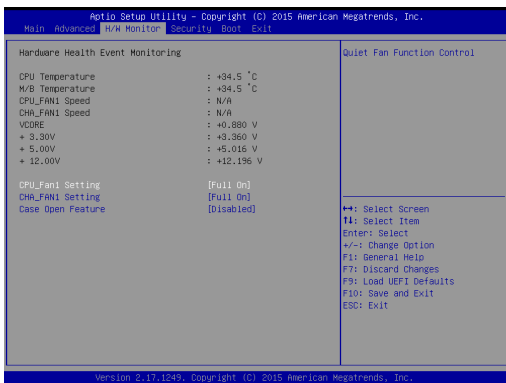 Aptio Setup Utility – Copyright (C) 2015 American Megatrends, Inc.
Main Advanced H/W Monitor Security Boot Exit
Hardware Health Event Monitoring
CPU Temperature : +34.5 °C
M/B Temperature : +34.5 °C
CPU_FAN1 Speed : N/A
CHA_FAN1 Speed : N/A
VCORE : +0.880 V
+ 3.30V : +3.360 V
+ 5.00V : +5.016 V
+ 12.00V : +12.196 V
CPU_Fan1 Setting [Full On]
CHA_FAN1 Setting [Full On]
Case Open Feature [Disabled]
Quiet Fan Function Control
↔: Select Screen
↑↓: Select Item
Enter: Select
+/-: Change Option
F1: General Help
F7: Discard Changes
F9: Load UEFI Defaults
F10: Save and Exit
ESC: Exit
Version 2.17.1249. Copyright (C) 2015 American Megatrends, Inc.